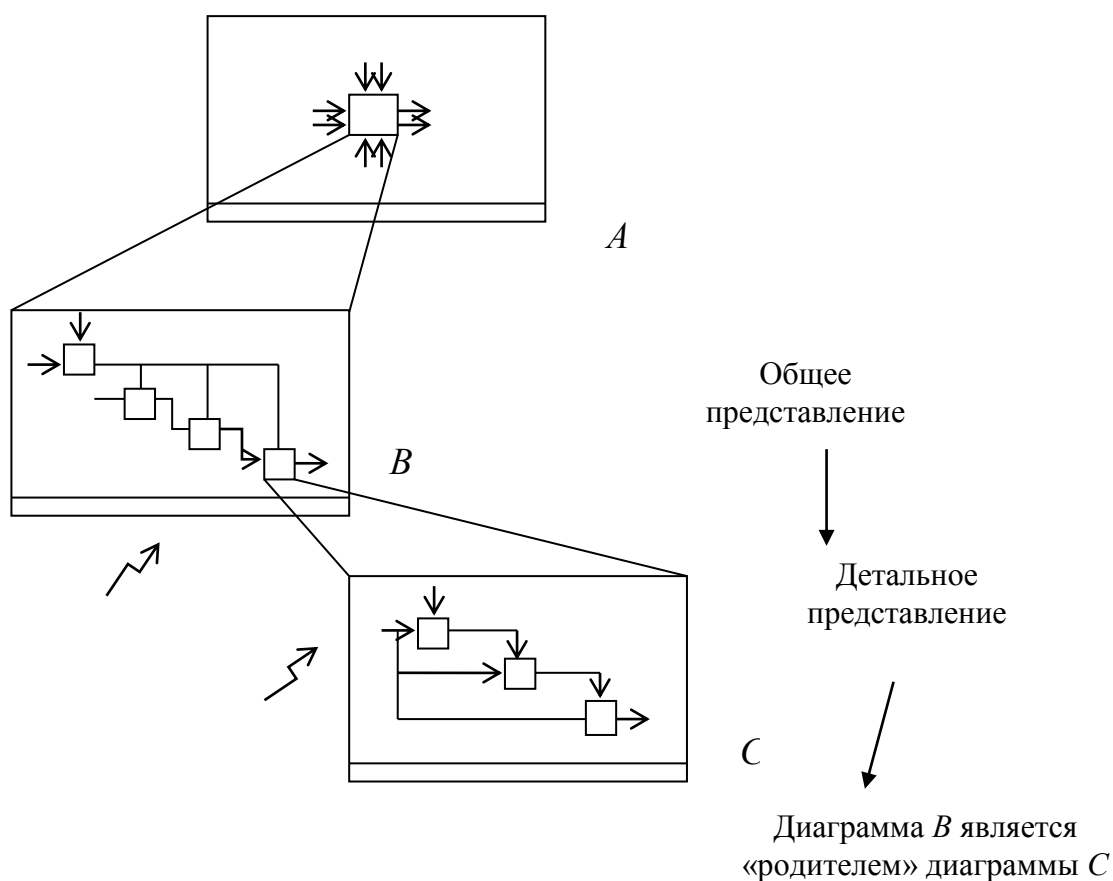 A
Общее
представление
B
Детальное
представление
C
Диаграмма B является
«родителем» диаграммы C